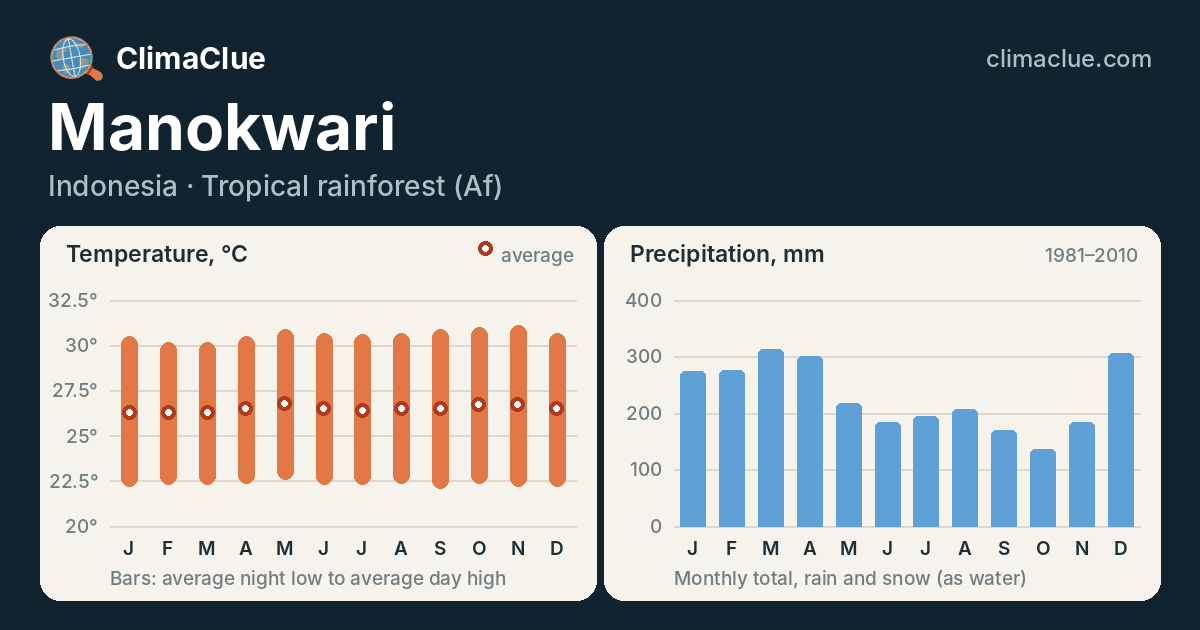 ClimaClue
climaclue.com
Manokwari
Indonesia · Tropical rainforest (Af)
Temperature, °C
average
32.5°
30°
27.5°
25°
22.5°
20°
J F M A M J J A S O N D
Bars: average night low to average day high
Precipitation, mm
1981–2010
400
300
200
100
0
J F M A M J J A S O N D
Monthly total, rain and snow (as water)